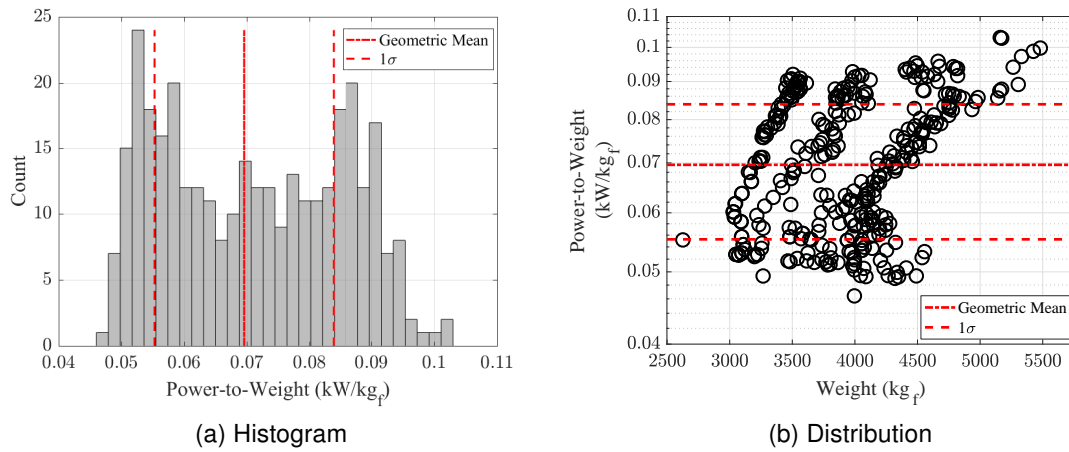 25
20
15
10
5
0
Count
0.04 0.05 0.06 0.07 0.08 0.09 0.1 0.11
Power-to-Weight (kW/kg_f)
Geometric Mean
1σ
(a) Histogram
0.11
0.1
0.09
0.08
0.07
0.06
0.05
0.04
Power-to-Weight
(kW/kg_f)
2500 3000 3500 4000 4500 5000 5500
Weight (kg_f)
Geometric Mean
1σ
(b) Distribution